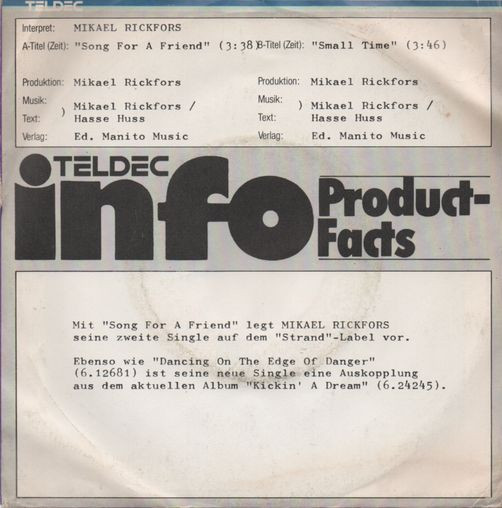 TELDEC
Interpret: MIKAEL RICKFORS
A-Titel (Zeit): "Song For A Friend" (3:38) B-Titel (Zeit): "Small Time" (3:46)
Produktion: Mikael Rickfors Produktion: Mikael Rickfors
Musik: Musik:
) Mikael Rickfors / ) Mikael Rickfors /
Text: Hasse Huss Text: Hasse Huss
Verlag: Ed. Manito Music Verlag: Ed. Manito Music
TELDEC
info
Product-
Facts
Mit "Song For A Friend" legt MIKAEL RICKFORS
seine zweite Single auf dem "Strand"-Label vor.
Ebenso wie "Dancing On The Edge Of Danger"
(6.12681) ist seine neue Single eine Auskopplung
aus dem aktuellen Album "Kickin' A Dream" (6.24245).